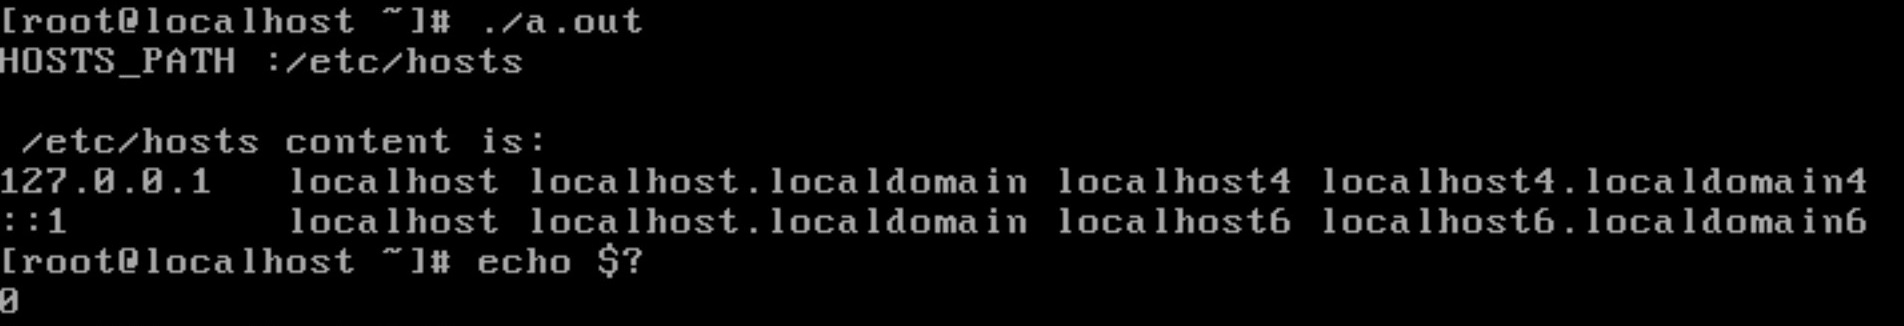 [root@localhost ~]# ./a.out
HOSTS_PATH :/etc/hosts

 /etc/hosts content is:
127.0.0.1   localhost localhost.localdomain localhost4 localhost4.localdomain4
::1         localhost localhost.localdomain localhost6 localhost6.localdomain6
[root@localhost ~]# echo $?
0